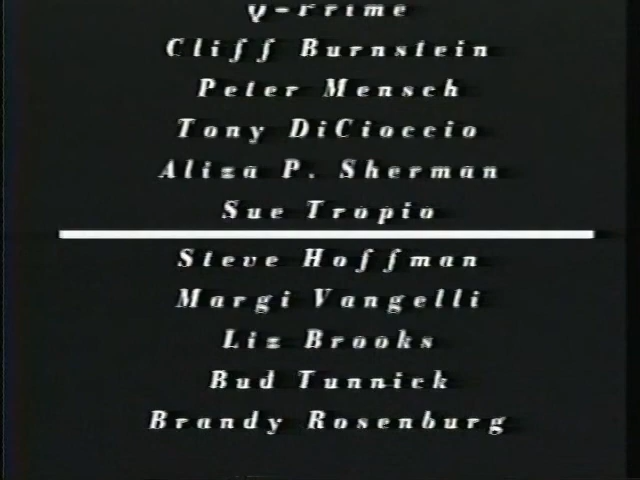 Q-Prime
Cliff Burnstein
Peter Mensch
Tony DiCioccio
Aliza P. Sherman
Sue Tropio
Steve Hoffman
Margi Vangelli
Liz Brooks
Bud Tunnick
Brandy Rosenburg